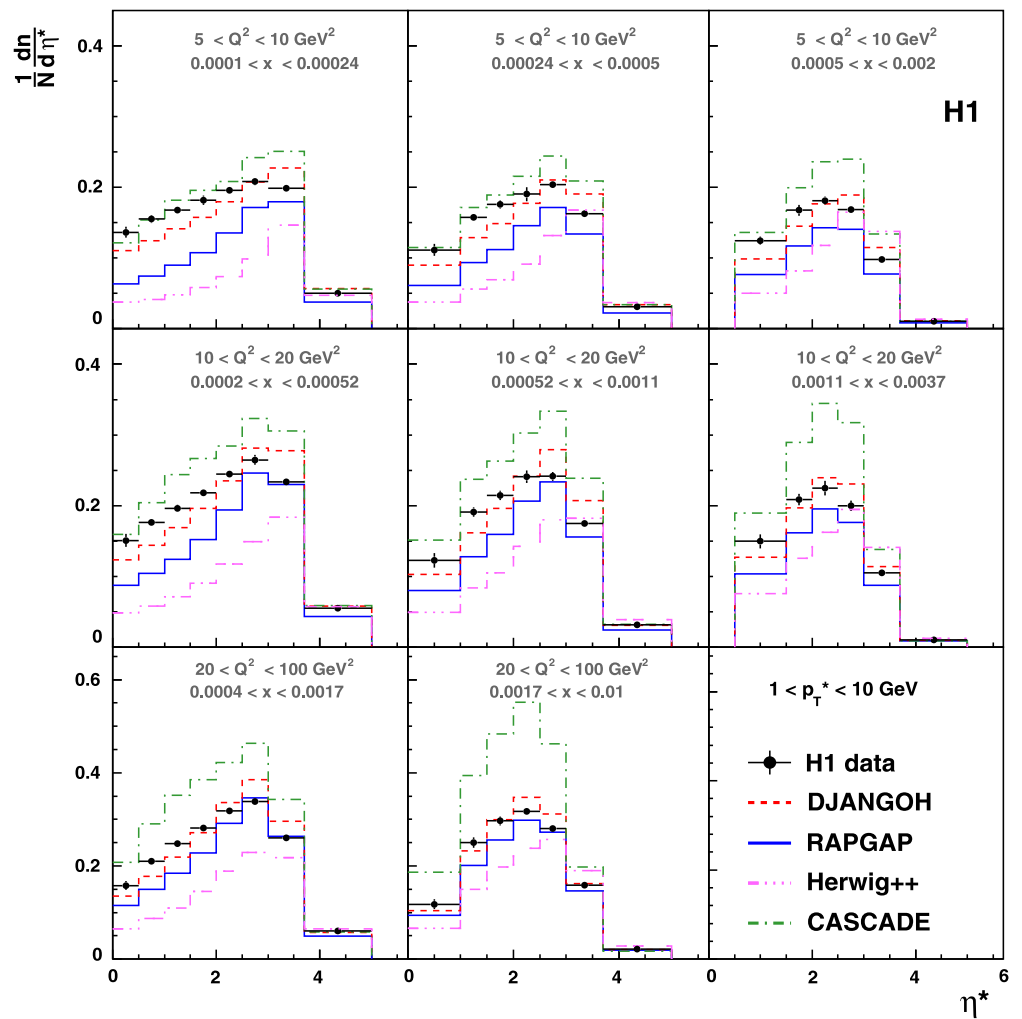 1/N dn/dη*
5 < Q² < 10 GeV²
0.0001 < x < 0.00024
5 < Q² < 10 GeV²
0.00024 < x < 0.0005
5 < Q² < 10 GeV²
0.0005 < x < 0.002
H1
0.4
0.2
0
10 < Q² < 20 GeV²
0.0002 < x < 0.00052
10 < Q² < 20 GeV²
0.00052 < x < 0.0011
10 < Q² < 20 GeV²
0.0011 < x < 0.0037
0.4
0.2
0
20 < Q² < 100 GeV²
0.0004 < x < 0.0017
20 < Q² < 100 GeV²
0.0017 < x < 0.01
0.6
0.4
0.2
0
1 < p_T* < 10 GeV
H1 data
DJANGOH
RAPGAP
Herwig++
CASCADE
0 2 4 0 2 4 0 2 4 6
η*